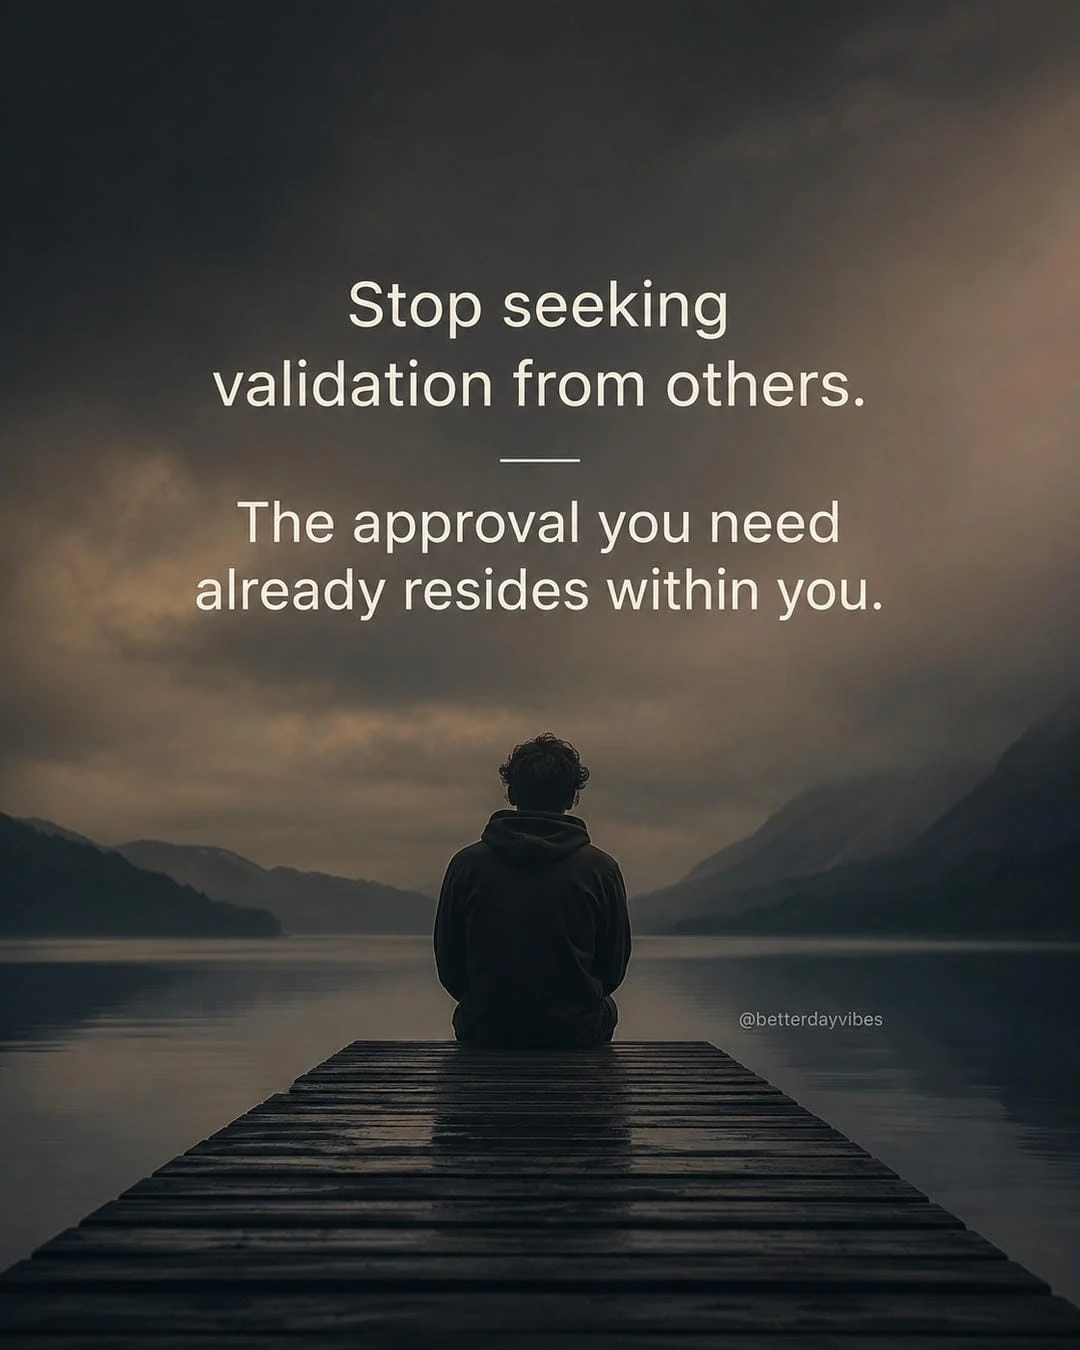 Stop seeking
validation from others.
The approval you need
already resides within you.
@betterdayvibes